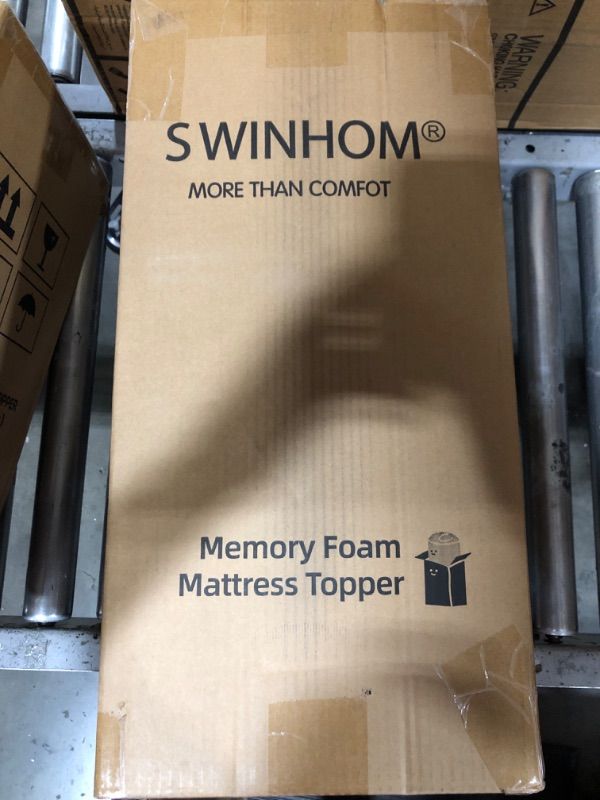 SWINHOM®
MORE THAN COMFOT
Memory Foam
Mattress Topper
WARNING: